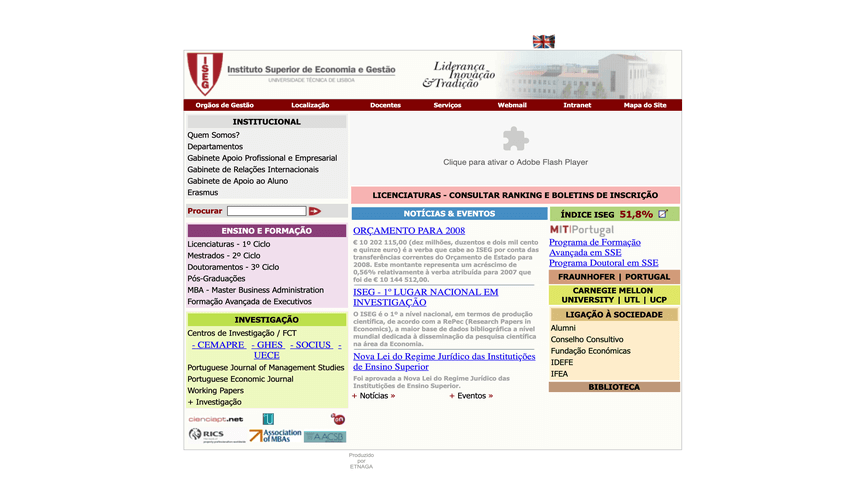 ISEG
Instituto Superior de Economia e Gestão
UNIVERSIDADE TÉCNICA DE LISBOA
Liderança
Inovação
&Tradição
Orgãos de Gestão Localização Docentes Serviços Webmail Intranet Mapa do Site
INSTITUCIONAL
Quem Somos?
Departamentos
Gabinete Apoio Profissional e Empresarial
Gabinete de Relações Internacionais
Gabinete de Apoio ao Aluno
Erasmus
Procurar
ENSINO E FORMAÇÃO
Licenciaturas - 1º Ciclo
Mestrados - 2º Ciclo
Doutoramentos - 3º Ciclo
Pós-Graduações
MBA - Master Business Administration
Formação Avançada de Executivos
INVESTIGAÇÃO
Centros de Investigação / FCT
- CEMAPRE - GHES - SOCIUS -
UECE
Portuguese Journal of Management Studies
Portuguese Economic Journal
Working Papers
+ Investigação
cienciapt.net
RICS
Association
of MBAs
AACSB
Clique para ativar o Adobe Flash Player
LICENCIATURAS - CONSULTAR RANKING E BOLETINS DE INSCRIÇÃO
NOTÍCIAS & EVENTOS
ORÇAMENTO PARA 2008
€ 10 202 115,00 (dez milhões, duzentos e dois mil cento
e quinze euro) é a verba que cabe ao ISEG por conta das
transferências correntes do Orçamento de Estado para
2008. Este montante representa um acréscimo de
0,56% relativamente à verba atribuída para 2007 que
foi de € 10 144 512,00.
ISEG - 1º LUGAR NACIONAL EM
INVESTIGAÇÃO
O ISEG é o 1º a nível nacional, em termos de produção
científica, de acordo com a RePec (Research Papers in
Economics), a maior base de dados bibliográfica a nível
mundial dedicada à disseminação da pesquisa científica
na área da Economia.
Nova Lei do Regime Jurídico das Instituições
de Ensino Superior
Foi aprovada a Nova Lei do Regime Jurídico das
Instituições de Ensino Superior.
+ Notícias » + Eventos »
ÍNDICE ISEG 51,8%
MIT|Portugal
Programa de Formação
Avançada em SSE
Programa Doutoral em SSE
FRAUNHOFER | PORTUGAL
CARNEGIE MELLON
UNIVERSITY | UTL | UCP
LIGAÇÃO À SOCIEDADE
Alumni
Conselho Consultivo
Fundação Económicas
IDEFE
IFEA
BIBLIOTECA
Produzido
por
ETNAGA